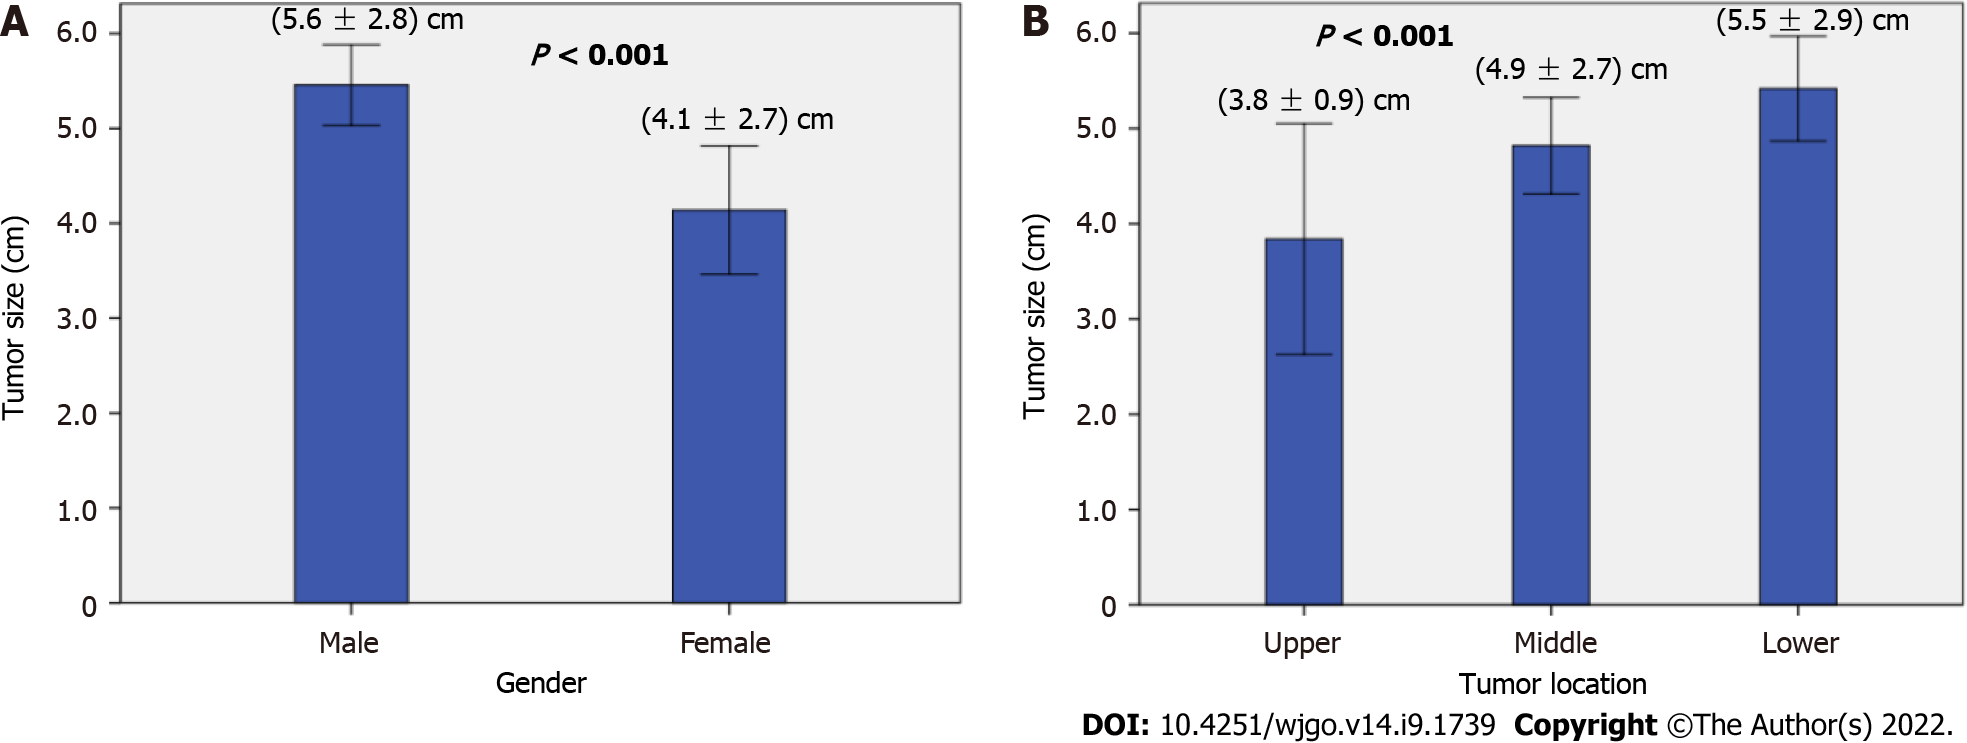 A
(5.6 ± 2.8) cm
P < 0.001
(4.1 ± 2.7) cm
6.0
5.0
4.0
3.0
2.0
1.0
0
Tumor size (cm)
Male
Female
Gender
B
P < 0.001
(3.8 ± 0.9) cm
(4.9 ± 2.7) cm
(5.5 ± 2.9) cm
6.0
5.0
4.0
3.0
2.0
1.0
0
Tumor size (cm)
Upper
Middle
Lower
Tumor location
DOI: 10.4251/wjgo.v14.i9.1739 Copyright ©The Author(s) 2022.